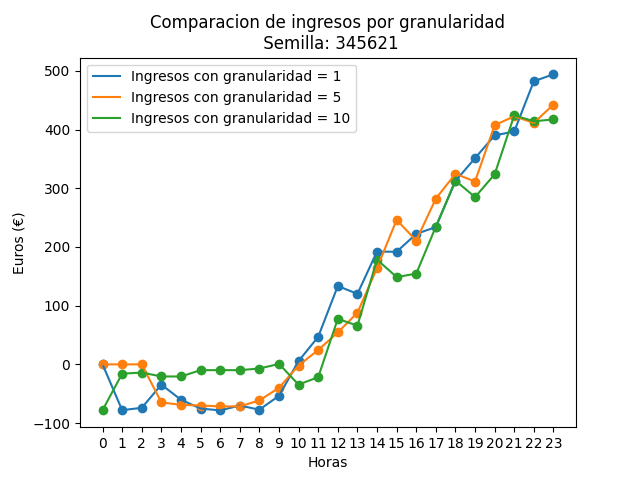 Comparacion de ingresos por granularidad
Semilla: 345621
Ingresos con granularidad = 1
Ingresos con granularidad = 5
Ingresos con granularidad = 10
Euros (€)
500
400
300
200
100
0
−100
0 1 2 3 4 5 6 7 8 9 10 11 12 13 14 15 16 17 18 19 20 21 22 23
Horas